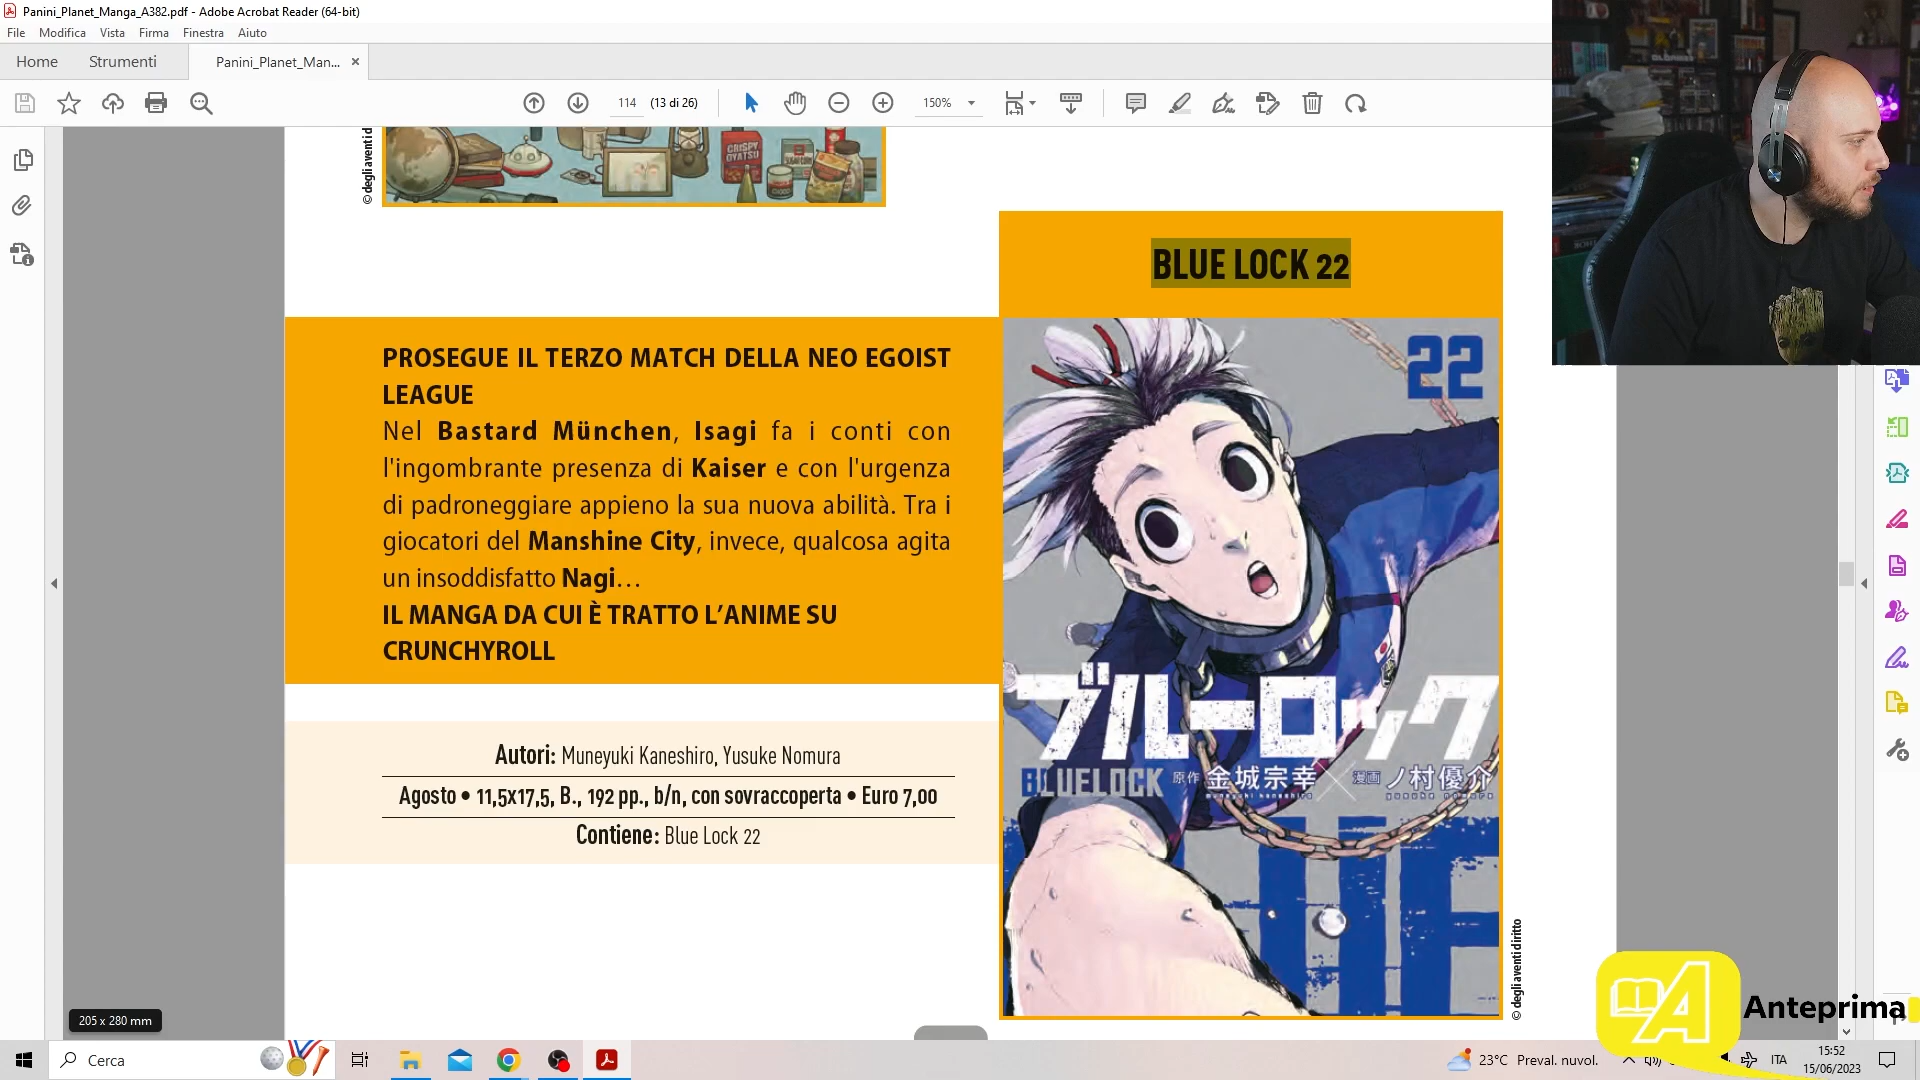 Panini_Planet_Manga_A382.pdf - Adobe Acrobat Reader (64-bit)
File Modifica Vista Firma Finestra Aiuto
Home Strumenti Panini_Planet_Man... ×
114 (13 di 26) 150%
© degli aventi d
CRISPY
BLUE LOCK 22
PROSEGUE IL TERZO MATCH DELLA NEO EGOIST
LEAGUE
Nel Bastard München, Isagi fa i conti con
l'ingombrante presenza di Kaiser e con l'urgenza
di padroneggiare appieno la sua nuova abilità. Tra i
giocatori del Manshine City, invece, qualcosa agita
un insoddisfatto Nagi…
IL MANGA DA CUI È TRATTO L’ANIME SU
CRUNCHYROLL
Autori: Muneyuki Kaneshiro, Yusuke Nomura
Agosto • 11,5x17,5, B., 192 pp., b/n, con sovraccoperta • Euro 7,00
Contiene: Blue Lock 22
22
ブルーロック
BLUELOCK 原作 金城宗幸 × 漫画 ノ村優介
muneyuki kaneshiro yusuke nomura
© degli aventi diritto
205 x 280 mm
A Anteprima
Cerca
23°C Preval. nuvol. ITA 15:52
15/06/2023